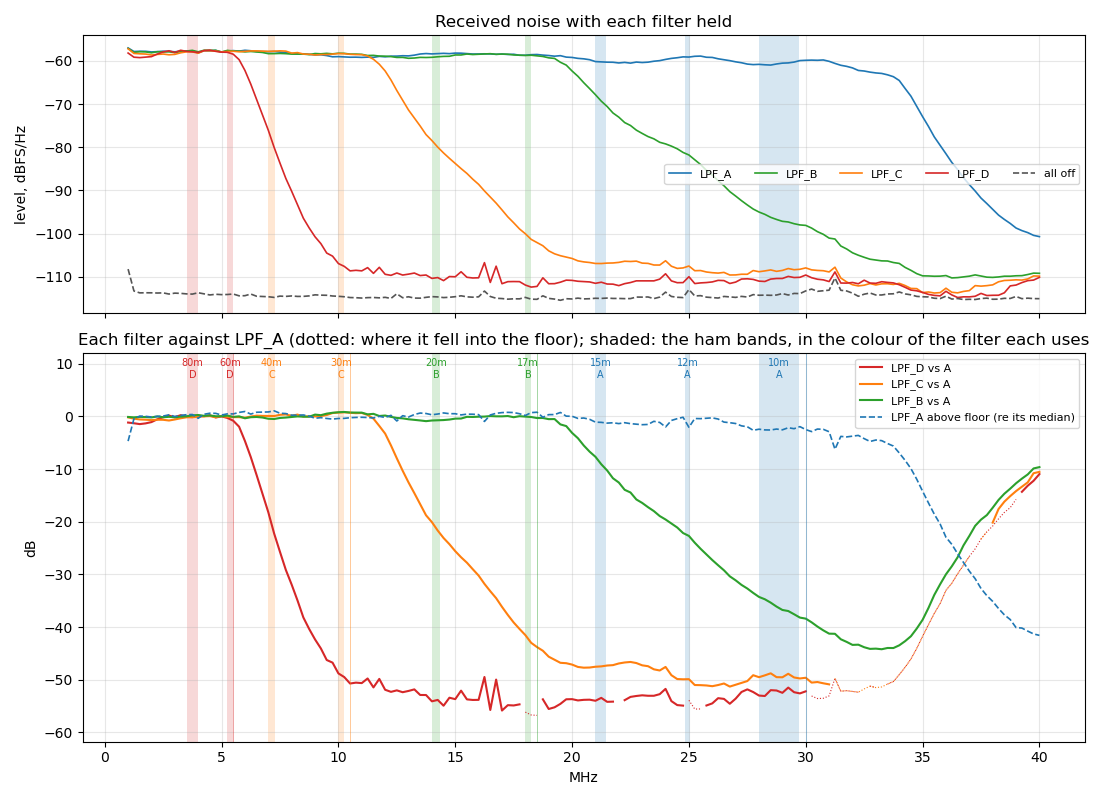 Received noise with each filter held
level, dBFS/Hz
−60
−70
−80
−90
−100
−110
LPF_A LPF_B LPF_C LPF_D all off
Each filter against LPF_A (dotted: where it fell into the floor); shaded: the ham bands, in the colour of the filter each uses
dB
10
0
−10
−20
−30
−40
−50
−60
80m 60m 40m 30m 20m 17m 15m 12m 10m
D D C C B B A A A
LPF_D vs A
LPF_C vs A
LPF_B vs A
LPF_A above floor (re its median)
0 5 10 15 20 25 30 35 40
MHz